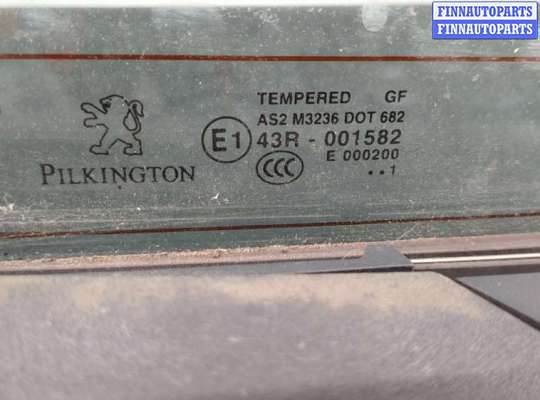 FINNAUTOPARTS
FINNAUTOPARTS
TEMPERED GF
AS2 M3236 DOT 682
E1 43R - 001582
E 000200
CCC
..1
PILKINGTON